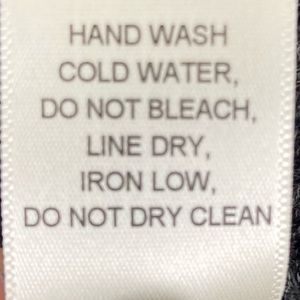 HAND WASH
COLD WATER,
DO NOT BLEACH,
LINE DRY,
IRON LOW,
DO NOT DRY CLEAN